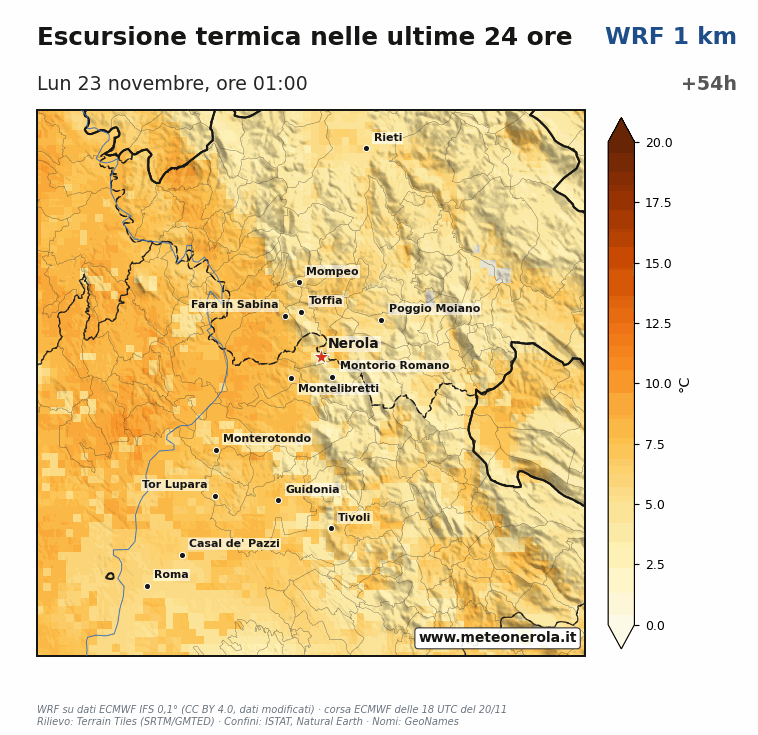 Escursione termica nelle ultime 24 ore
WRF 1 km
Lun 23 novembre, ore 01:00
+54h
Rieti
Mompeo
Fara in Sabina
Toffia
Poggio Moiano
Nerola
Montorio Romano
Montelibretti
Monterotondo
Tor Lupara
Guidonia
Tivoli
Casal de' Pazzi
Roma
www.meteonerola.it
20.0
17.5
15.0
12.5
10.0
7.5
5.0
2.5
0.0
°C
WRF su dati ECMWF IFS 0,1° (CC BY 4.0, dati modificati) · corsa ECMWF delle 18 UTC del 20/11
Rilievo: Terrain Tiles (SRTM/GMTED) · Confini: ISTAT, Natural Earth · Nomi: GeoNames